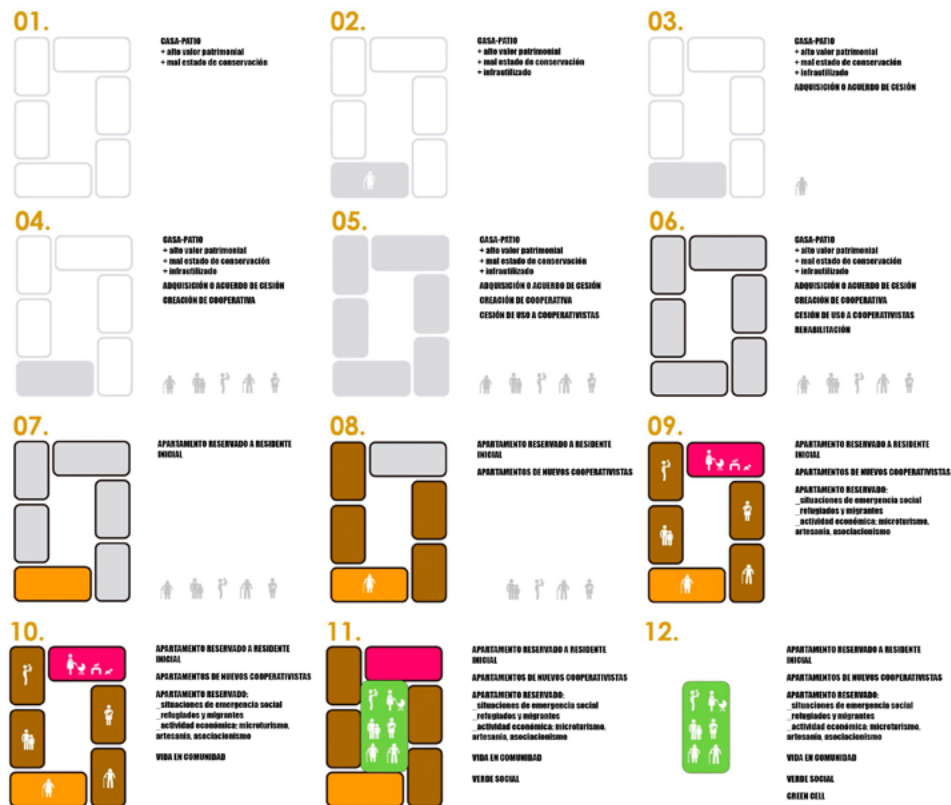 01.
CASA-PATIO
+ alto valor patrimonial
+ mal estado de conservación
02.
CASA-PATIO
+ alto valor patrimonial
+ mal estado de conservación
+ infrautilizado
03.
CASA-PATIO
+ alto valor patrimonial
+ mal estado de conservación
+ infrautilizado
ADQUISICIÓN O ACUERDO DE CESIÓN
04.
CASA-PATIO
+ alto valor patrimonial
+ mal estado de conservación
+ infrautilizado
ADQUISICIÓN O ACUERDO DE CESIÓN
CREACIÓN DE COOPERATIVA
05.
CASA-PATIO
+ alto valor patrimonial
+ mal estado de conservación
+ infrautilizado
ADQUISICIÓN O ACUERDO DE CESIÓN
CREACIÓN DE COOPERATIVA
CESIÓN DE USO A COOPERATIVISTAS
06.
CASA-PATIO
+ alto valor patrimonial
+ mal estado de conservación
+ infrautilizado
ADQUISICIÓN O ACUERDO DE CESIÓN
CREACIÓN DE COOPERATIVA
CESIÓN DE USO A COOPERATIVISTAS
REHABILITACIÓN
07.
APARTAMENTO RESERVADO A RESIDENTE
INICIAL
08.
APARTAMENTO RESERVADO A RESIDENTE
INICIAL
APARTAMENTOS DE NUEVOS COOPERATIVISTAS
09.
APARTAMENTO RESERVADO A RESIDENTE
INICIAL
APARTAMENTOS DE NUEVOS COOPERATIVISTAS
APARTAMENTO RESERVADO:
_situaciones de emergencia social
_refugiados y migrantes
_actividad económica: microturismo,
artesanía, asociacionismo
10.
APARTAMENTO RESERVADO A RESIDENTE
INICIAL
APARTAMENTOS DE NUEVOS COOPERATIVISTAS
APARTAMENTO RESERVADO:
_situaciones de emergencia social
_refugiados y migrantes
_actividad económica: microturismo,
artesanía, asociacionismo
VIDA EN COMUNIDAD
11.
APARTAMENTO RESERVADO A RESIDENTE
INICIAL
APARTAMENTOS DE NUEVOS COOPERATIVISTAS
APARTAMENTO RESERVADO:
_situaciones de emergencia social
_refugiados y migrantes
_actividad económica: microturismo,
artesanía, asociacionismo
VIDA EN COMUNIDAD
VERDE SOCIAL
12.
APARTAMENTO RESERVADO A RESIDENTE
INICIAL
APARTAMENTOS DE NUEVOS COOPERATIVISTAS
APARTAMENTO RESERVADO:
_situaciones de emergencia social
_refugiados y migrantes
_actividad económica: microturismo,
artesanía, asociacionismo
VIDA EN COMUNIDAD
VERDE SOCIAL
GREEN CELL